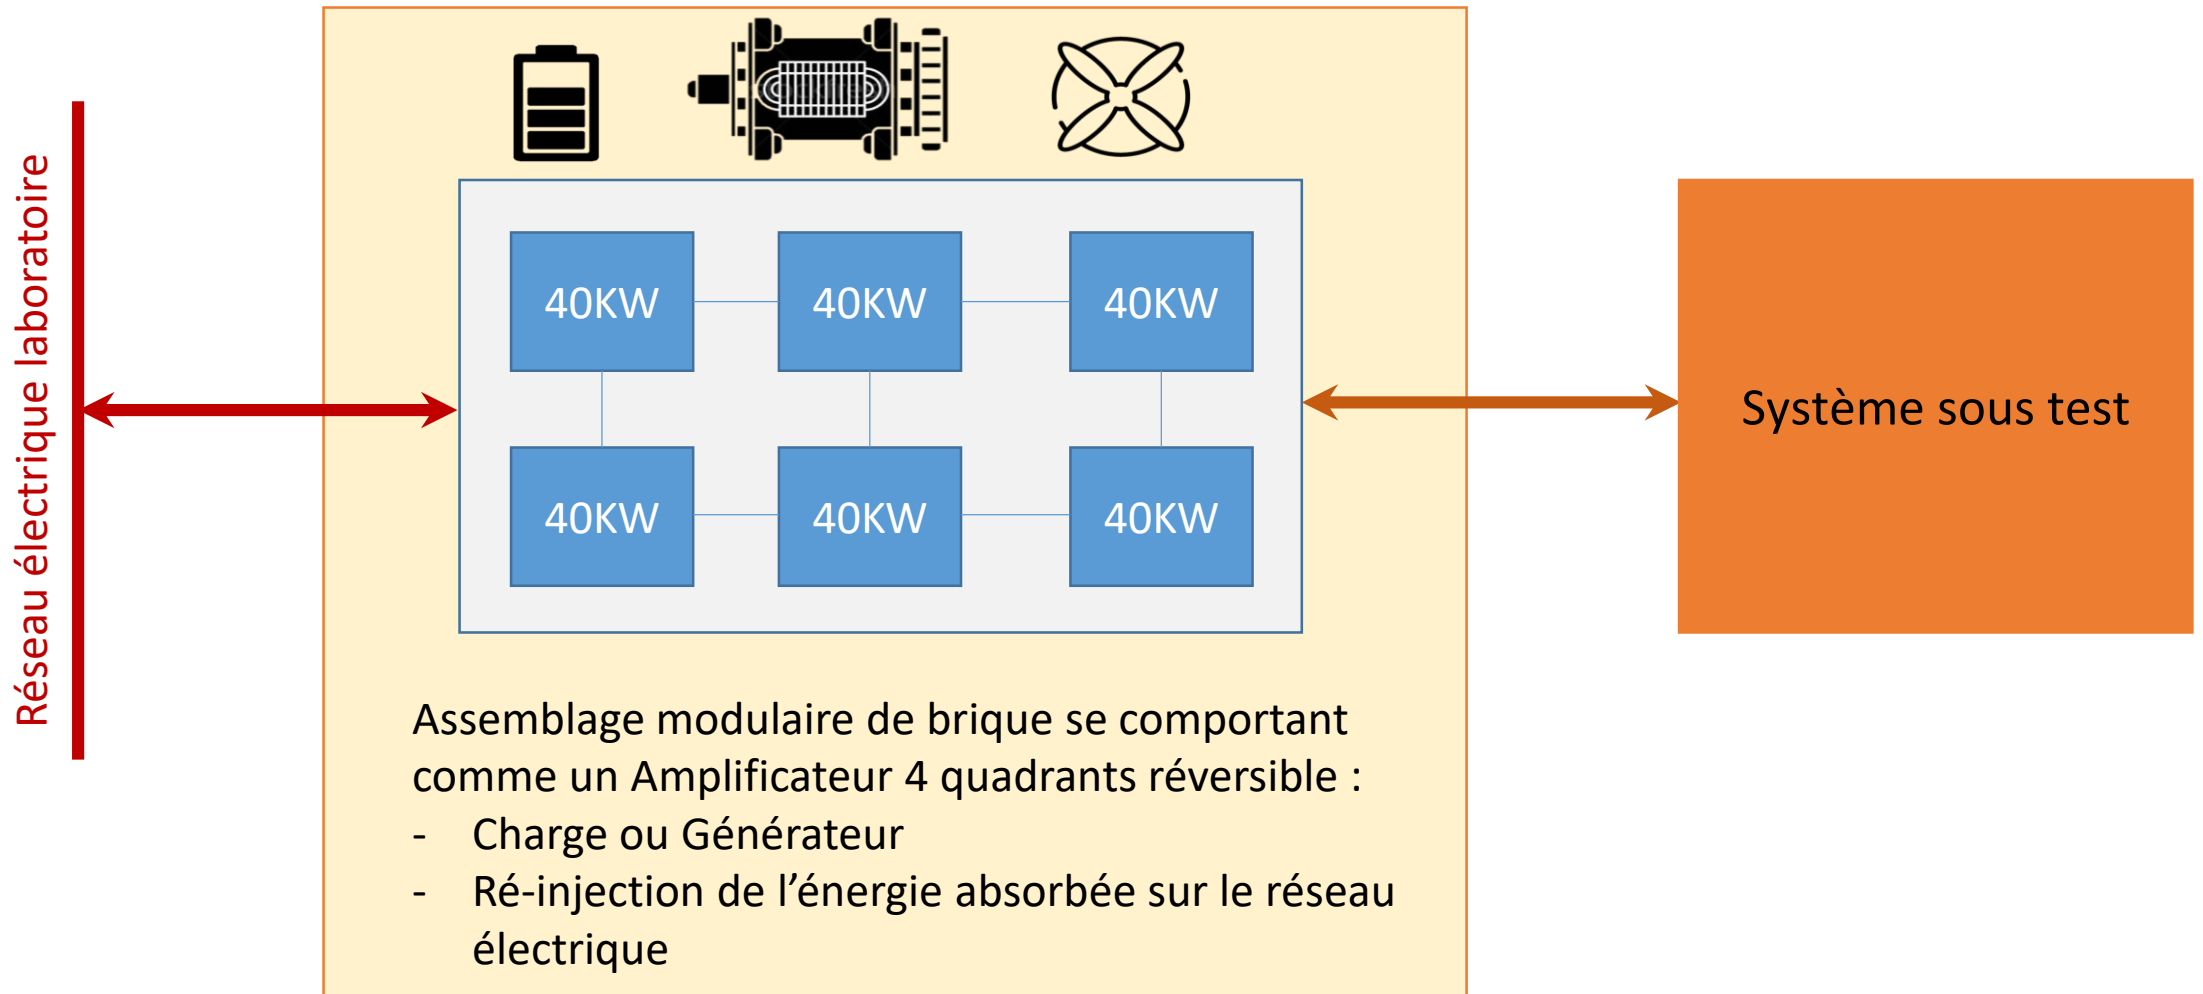 Réseau électrique laboratoire
40KW
40KW
40KW
40KW
40KW
40KW
Système sous test
Assemblage modulaire de brique se comportant
comme un Amplificateur 4 quadrants réversible :
- Charge ou Générateur
- Ré-injection de l’énergie absorbée sur le réseau
électrique